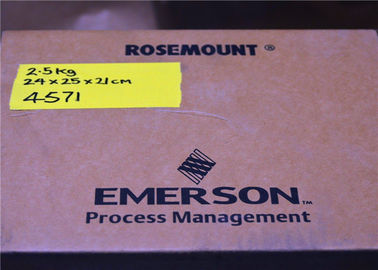 ROSEMOUNT ®
2.5kg
24x25x21cm
4571
EMERSON™
Process Management